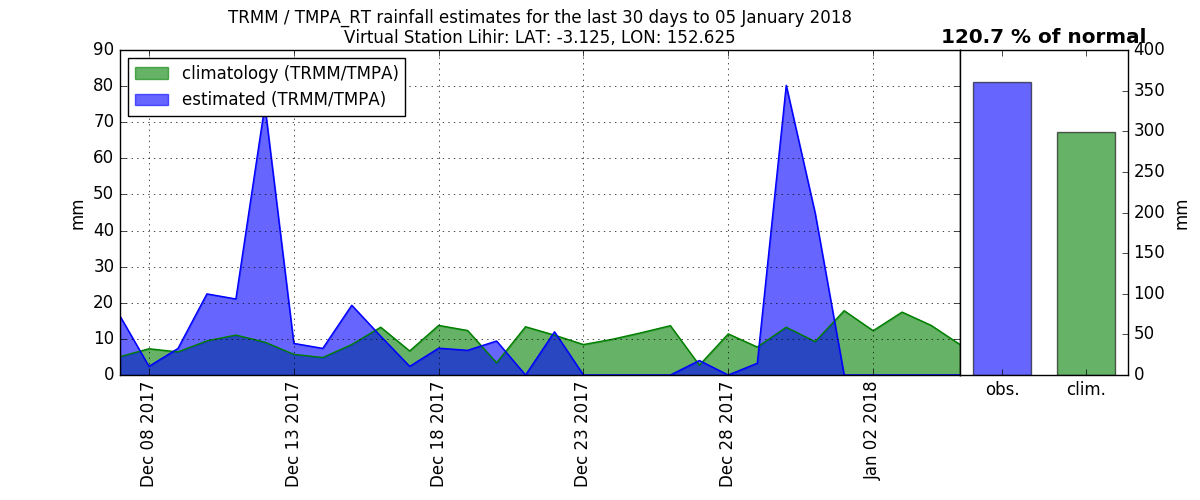 TRMM / TMPA_RT rainfall estimates for the last 30 days to 05 January 2018
Virtual Station Lihir: LAT: -3.125, LON: 152.625
120.7 % of normal
climatology (TRMM/TMPA)
estimated (TRMM/TMPA)
mm
90
80
70
60
50
40
30
20
10
0
Dec 08 2017
Dec 13 2017
Dec 18 2017
Dec 23 2017
Dec 28 2017
Jan 02 2018
400
350
300
250
200
150
100
50
0
mm
obs.
clim.